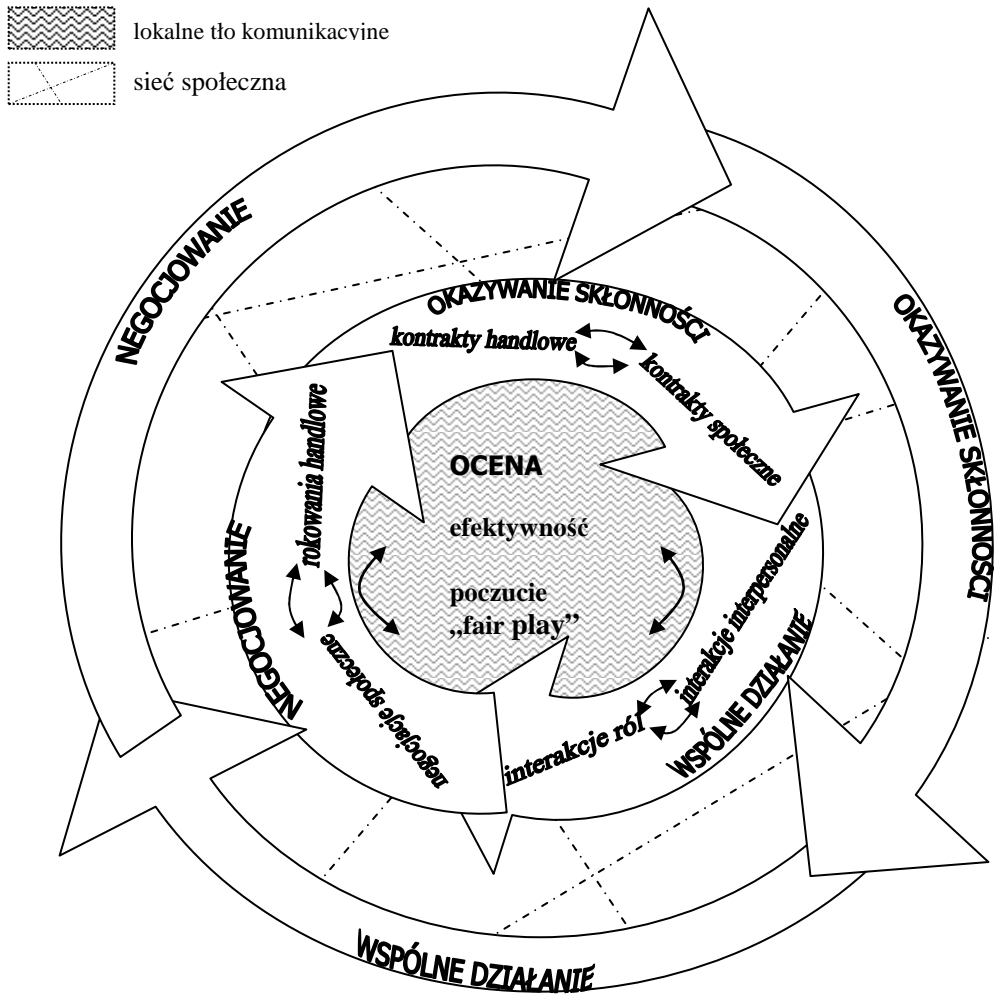 lokalne tło komunikacyjne
sieć społeczna
NEGOCJOWANIE
OKAZYWANIE SKŁONNOŚCI
WSPÓLNE DZIAŁANIE
OKAZYWANIE SKŁONNOŚCI
kontrakty handlowe
kontrakty społeczne
interakcje interpersonalne
WSPÓLNE DZIAŁANIE
interakcje ról
NEGOCJOWANIE
rokowania handlowe
negocjacje społeczne
OCENA
efektywność
poczucie
„fair play”